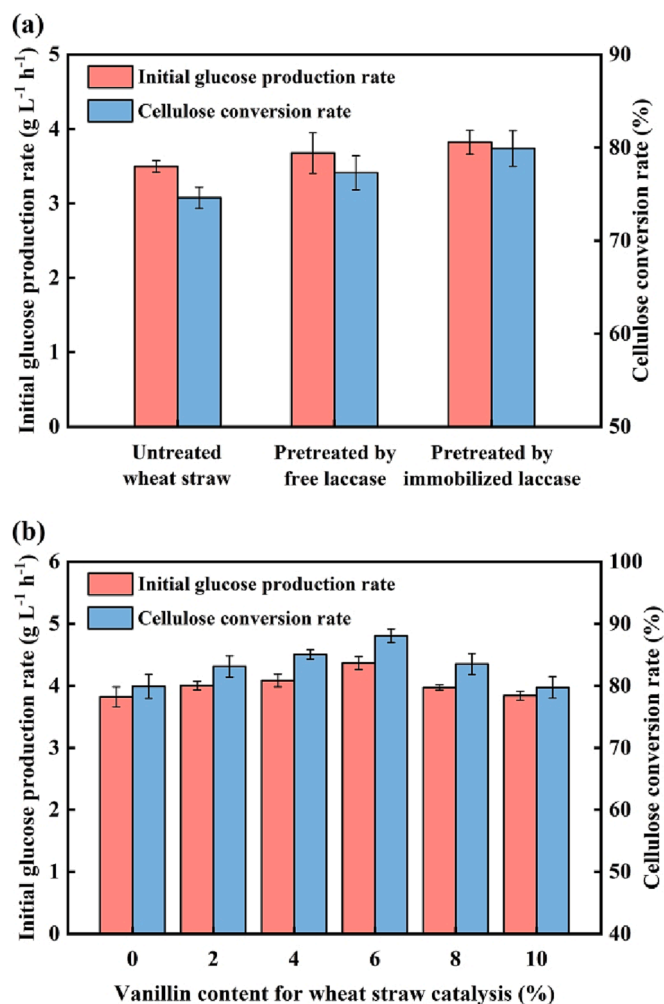 (a)
Initial glucose production rate (g L⁻¹ h⁻¹)
5
4
3
2
1
0
Initial glucose production rate
Cellulose conversion rate
90
80
70
60
50
Cellulose conversion rate (%)
Untreated
wheat straw
Pretreated by
free laccase
Pretreated by
immobilized laccase
(b)
Initial glucose production rate (g L⁻¹ h⁻¹)
6
5
4
3
2
1
0
Initial glucose production rate
Cellulose conversion rate
100
90
80
70
60
50
40
Cellulose conversion rate (%)
0 2 4 6 8 10
Vanillin content for wheat straw catalysis (%)